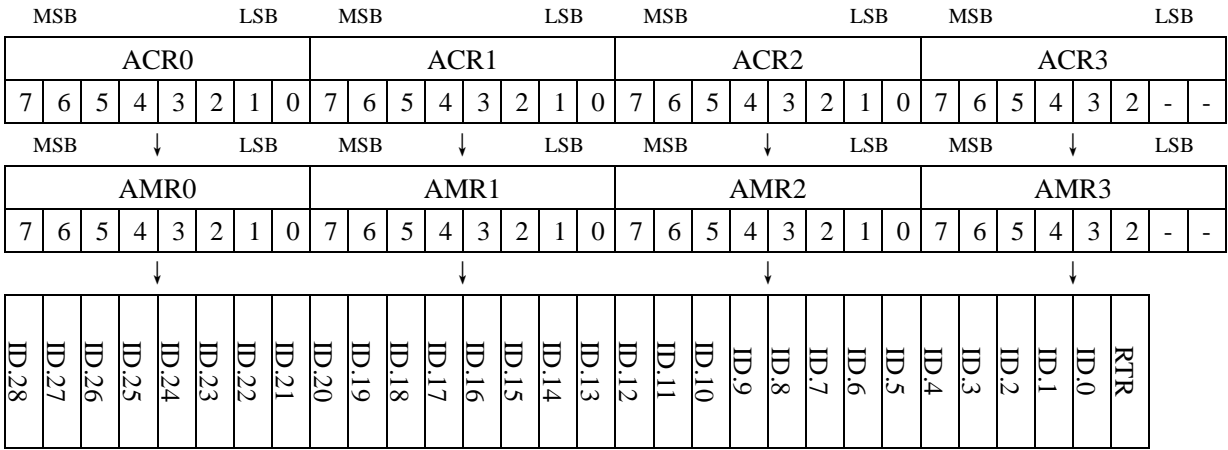 MSB LSB MSB LSB MSB LSB MSB LSB
ACR0 ACR1 ACR2 ACR3
7 6 5 4 3 2 1 0 7 6 5 4 3 2 1 0 7 6 5 4 3 2 1 0 7 6 5 4 3 2 - -
MSB ↓ LSB MSB ↓ LSB MSB ↓ LSB MSB ↓ LSB
AMR0 AMR1 AMR2 AMR3
7 6 5 4 3 2 1 0 7 6 5 4 3 2 1 0 7 6 5 4 3 2 1 0 7 6 5 4 3 2 - -
↓ ↓ ↓ ↓
ID.28 ID.27 ID.26 ID.25 ID.24 ID.23 ID.22 ID.21 ID.20 ID.19 ID.18 ID.17 ID.16 ID.15 ID.14 ID.13 ID.12 ID.11 ID.10 ID.9 ID.8 ID.7 ID.6 ID.5 ID.4 ID.3 ID.2 ID.1 ID.0 RTR